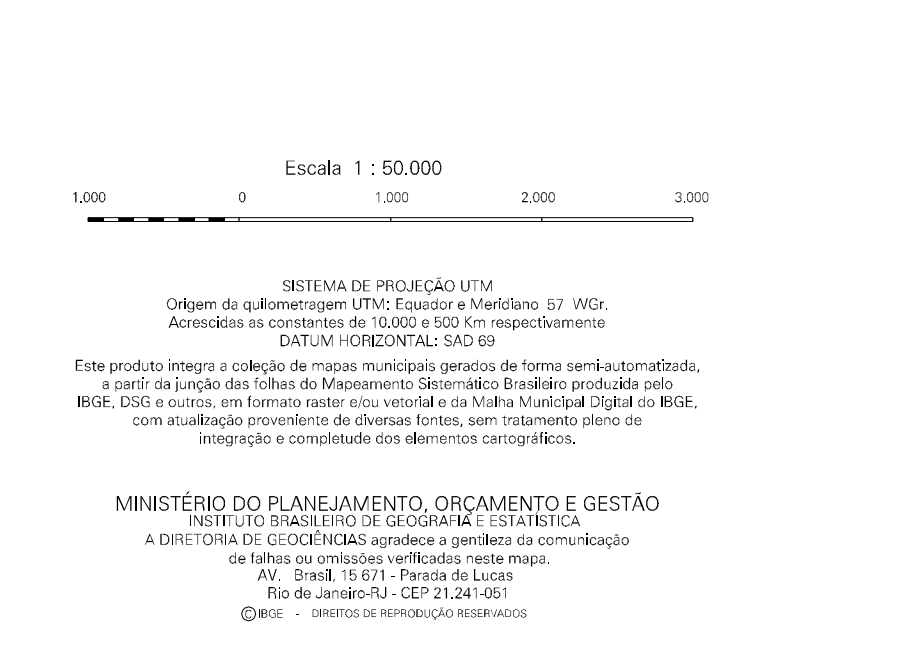 Escala 1 : 50.000
1.000 0 1.000 2.000 3.000
SISTEMA DE PROJEÇÃO UTM
Origem da quilometragem UTM: Equador e Meridiano 57 WGr.
Acrescidas as constantes de 10.000 e 500 Km respectivamente
DATUM HORIZONTAL: SAD 69
Este produto integra a coleção de mapas municipais gerados de forma semi-automatizada,
a partir da junção das folhas do Mapeamento Sistemático Brasileiro produzida pelo
IBGE, DSG e outros, em formato raster e/ou vetorial e da Malha Municipal Digital do IBGE,
com atualização proveniente de diversas fontes, sem tratamento pleno de
integração e completude dos elementos cartográficos.
MINISTÉRIO DO PLANEJAMENTO, ORÇAMENTO E GESTÃO
INSTITUTO BRASILEIRO DE GEOGRAFIA E ESTATÍSTICA
A DIRETORIA DE GEOCIÊNCIAS agradece a gentileza da comunicação
de falhas ou omissões verificadas neste mapa.
AV. Brasil, 15 671 - Parada de Lucas
Rio de Janeiro-RJ - CEP 21.241-051
© IBGE - DIREITOS DE REPRODUÇÃO RESERVADOS